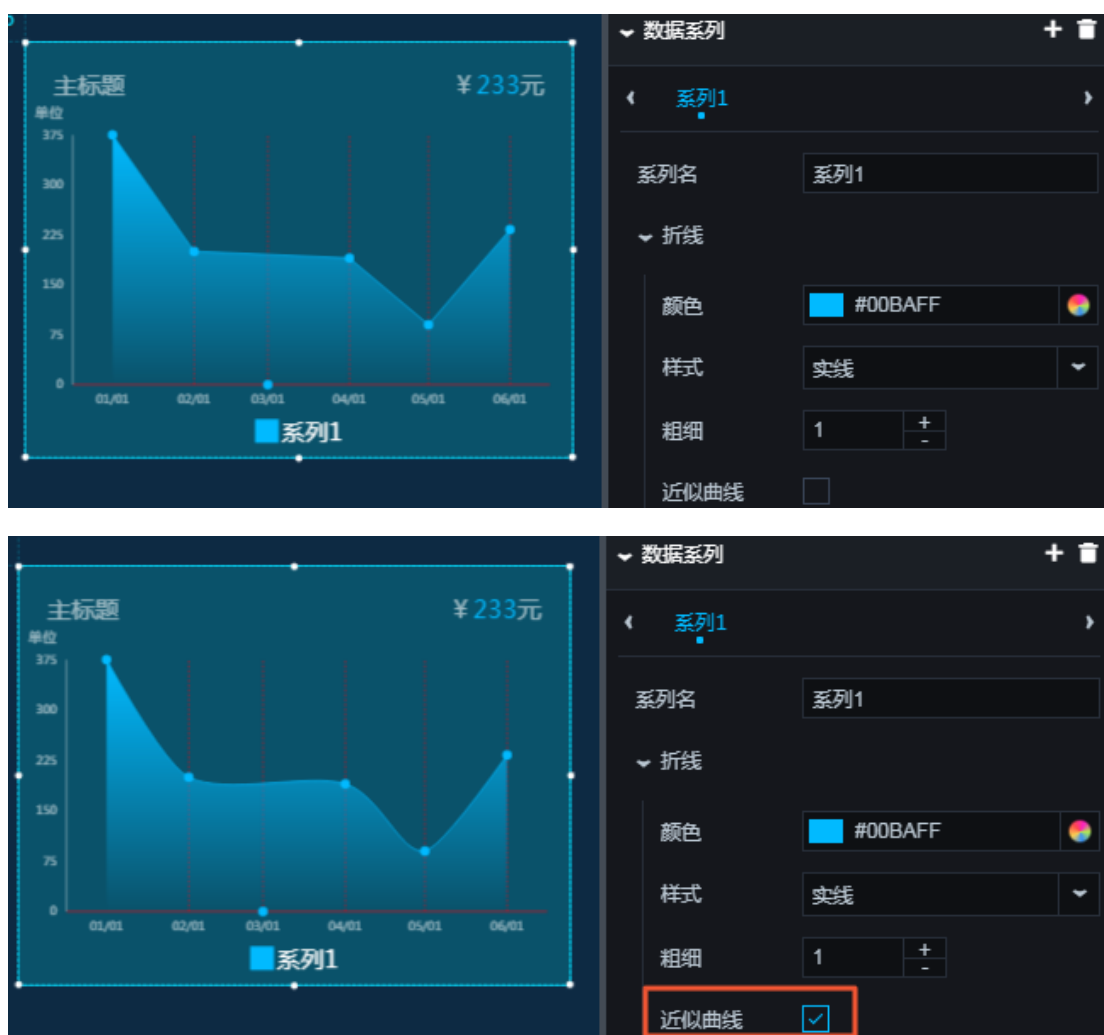 数据系列
主标题
¥233元
系列1
单位
375
300
225
150
75
0
01/01 02/01 03/01 04/01 05/01 06/01
系列1
系列名 系列1
折线
颜色 #00BAFF
样式 实线
粗细 1 + -
近似曲线
数据系列
主标题
¥233元
系列1
单位
375
300
225
150
75
0
01/01 02/01 03/01 04/01 05/01 06/01
系列1
系列名 系列1
折线
颜色 #00BAFF
样式 实线
粗细 1 + -
近似曲线